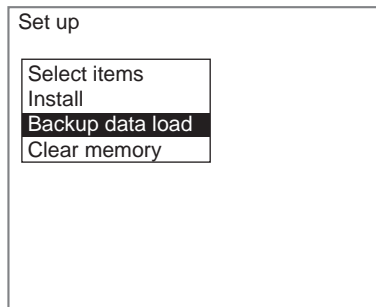 Set up
Select items
Install
Backup data load
Clear memory